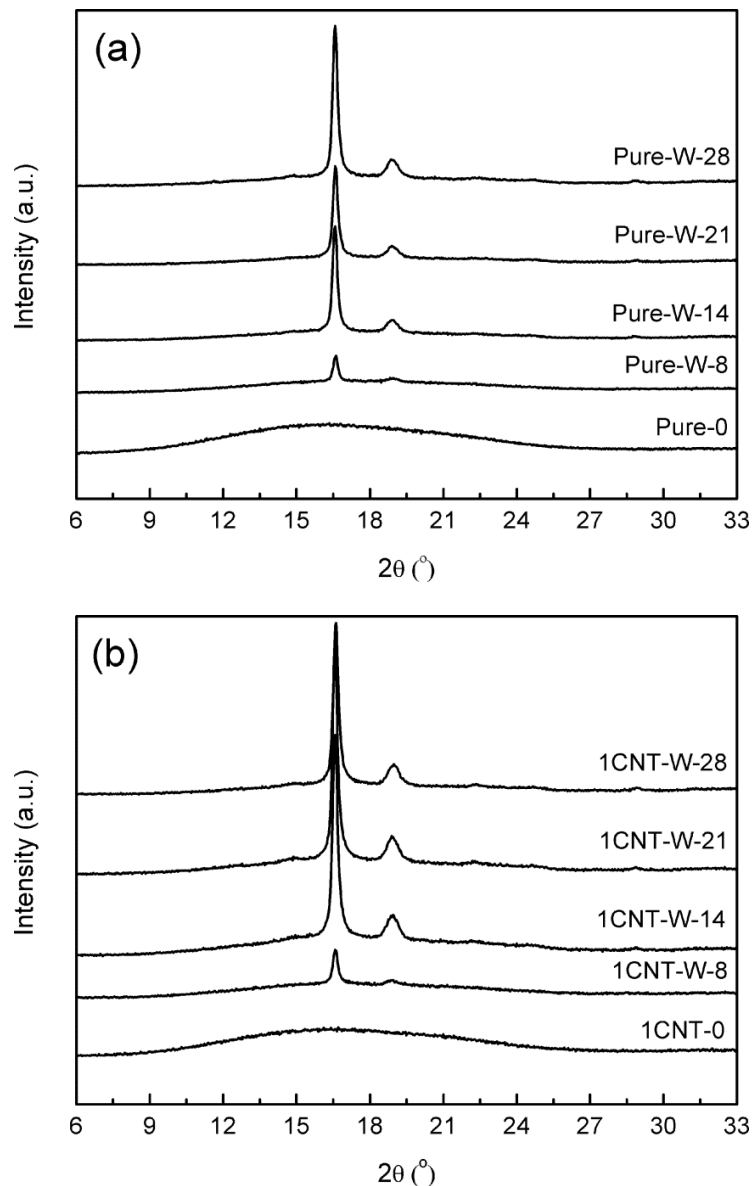 (a)
Intensity (a.u.)
Pure-W-28
Pure-W-21
Pure-W-14
Pure-W-8
Pure-0
6 9 12 15 18 21 24 27 30 33
2θ (°)
(b)
Intensity (a.u.)
1CNT-W-28
1CNT-W-21
1CNT-W-14
1CNT-W-8
1CNT-0
6 9 12 15 18 21 24 27 30 33
2θ (°)